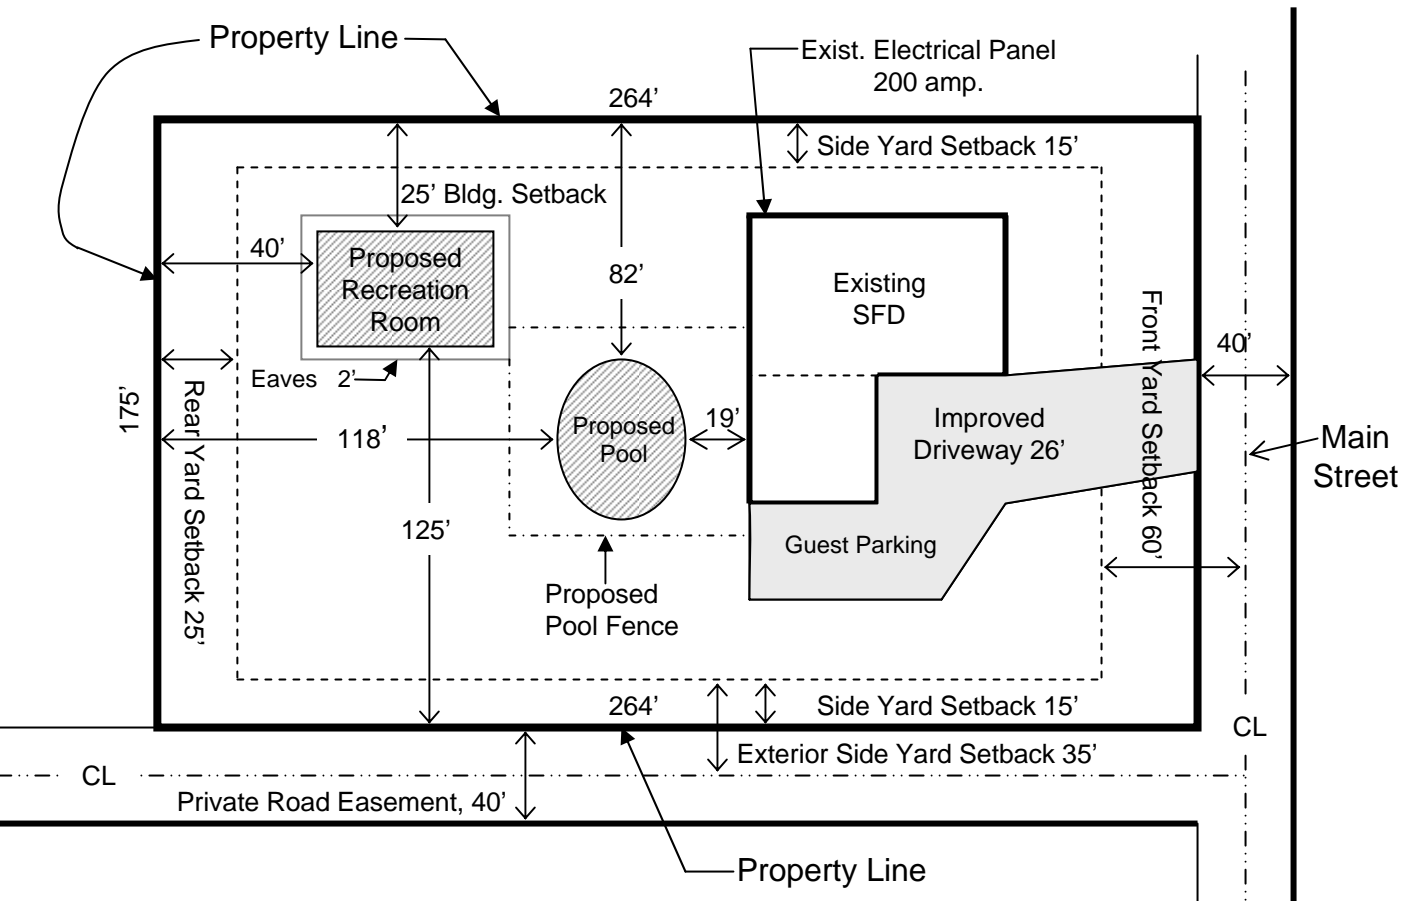 Property Line
Exist. Electrical Panel
200 amp.
264’
Side Yard Setback 15’
25’ Bldg. Setback
40’
Proposed
Recreation
Room
82’
Existing
SFD
Front Yard Setback 60’
40’
Eaves 2’
175’
Rear Yard Setback 25’
118’
Proposed
Pool
19’
Improved
Driveway 26’
Main
Street
125’
Guest Parking
Proposed
Pool Fence
264’
Side Yard Setback 15’
CL
Exterior Side Yard Setback 35’
CL
Private Road Easement, 40’
Property Line